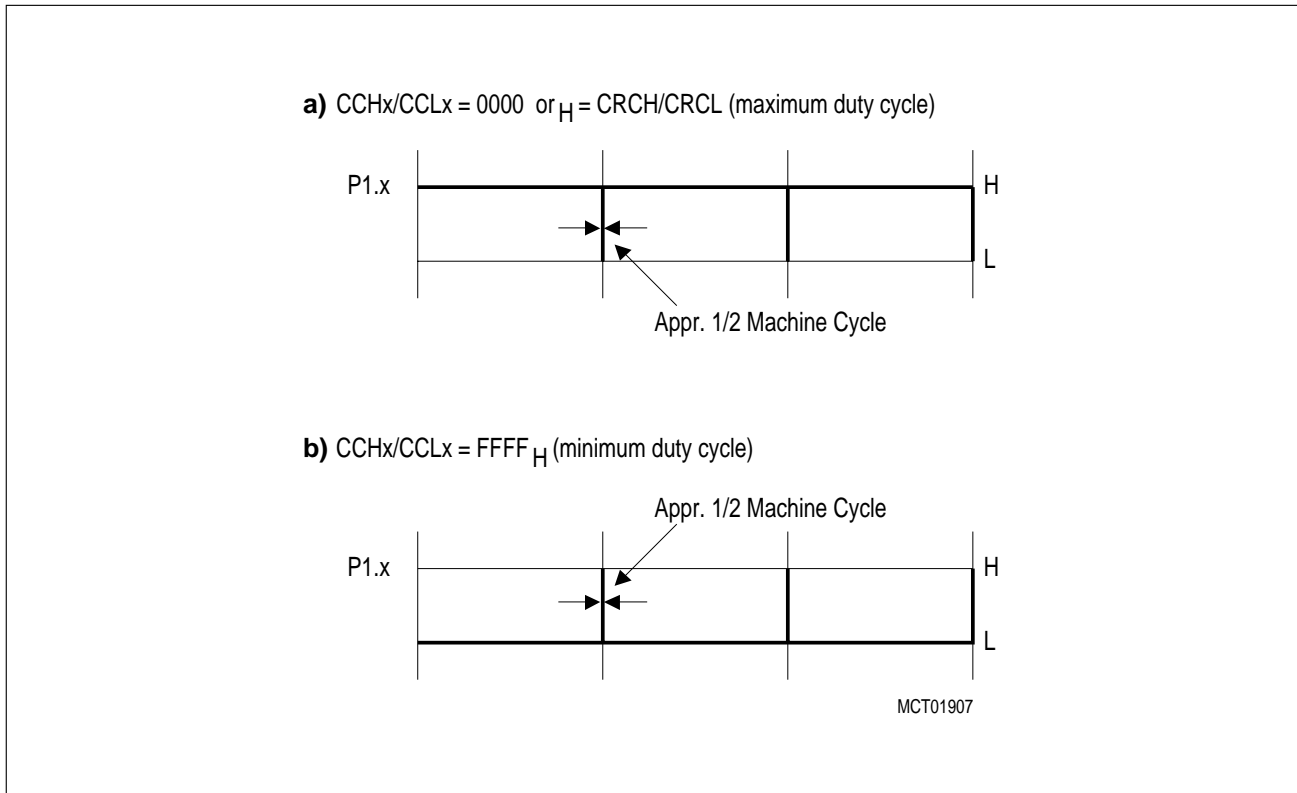 a) CCHx/CCLx = 0000 or H = CRCH/CRCL (maximum duty cycle)
P1.x
H
L
Appr. 1/2 Machine Cycle
b) CCHx/CCLx = FFFF H (minimum duty cycle)
Appr. 1/2 Machine Cycle
P1.x
H
L
MCT01907